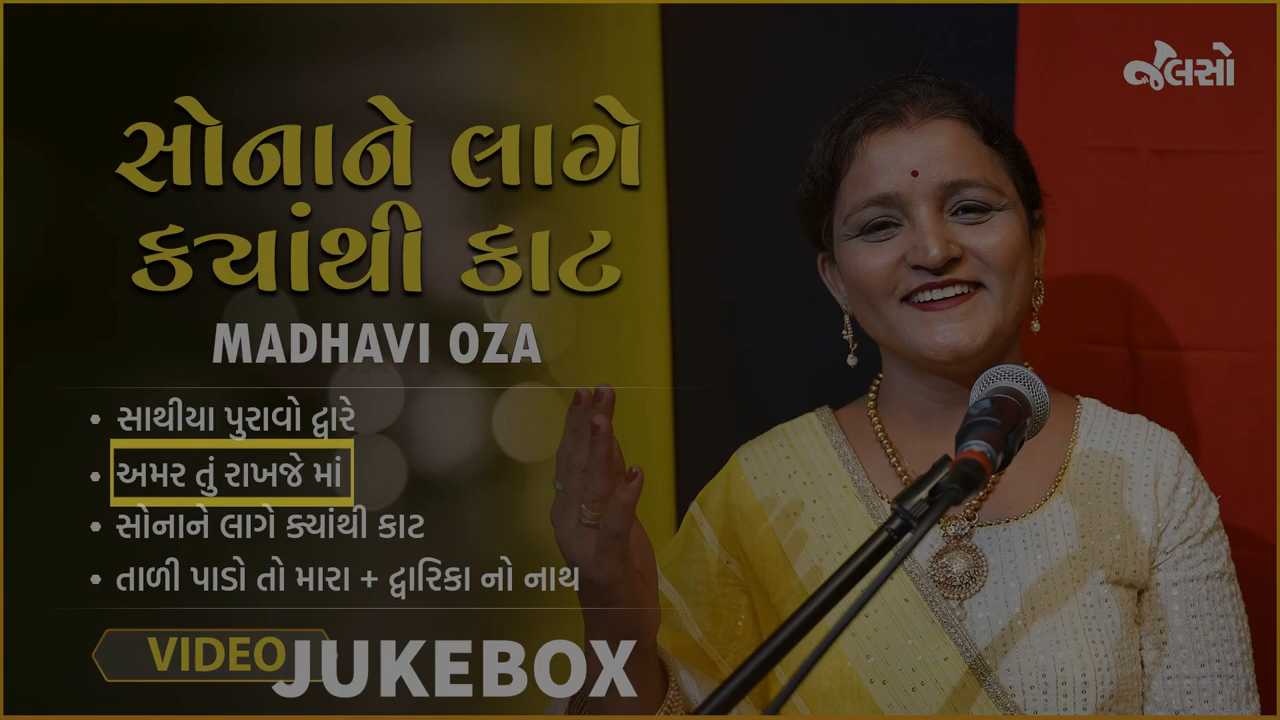 જલસો
સોનાને લાગે
ક્યાંથી કાટ
MADHAVI OZA
• સાથીયા પુરાવો દ્વારે
• અમર તું રાખજે માં
• સોનાને લાગે ક્યાંથી કાટ
• તાળી પાડો તો મારા + દ્વારિકા નો નાથ
VIDEO JUKEBOX